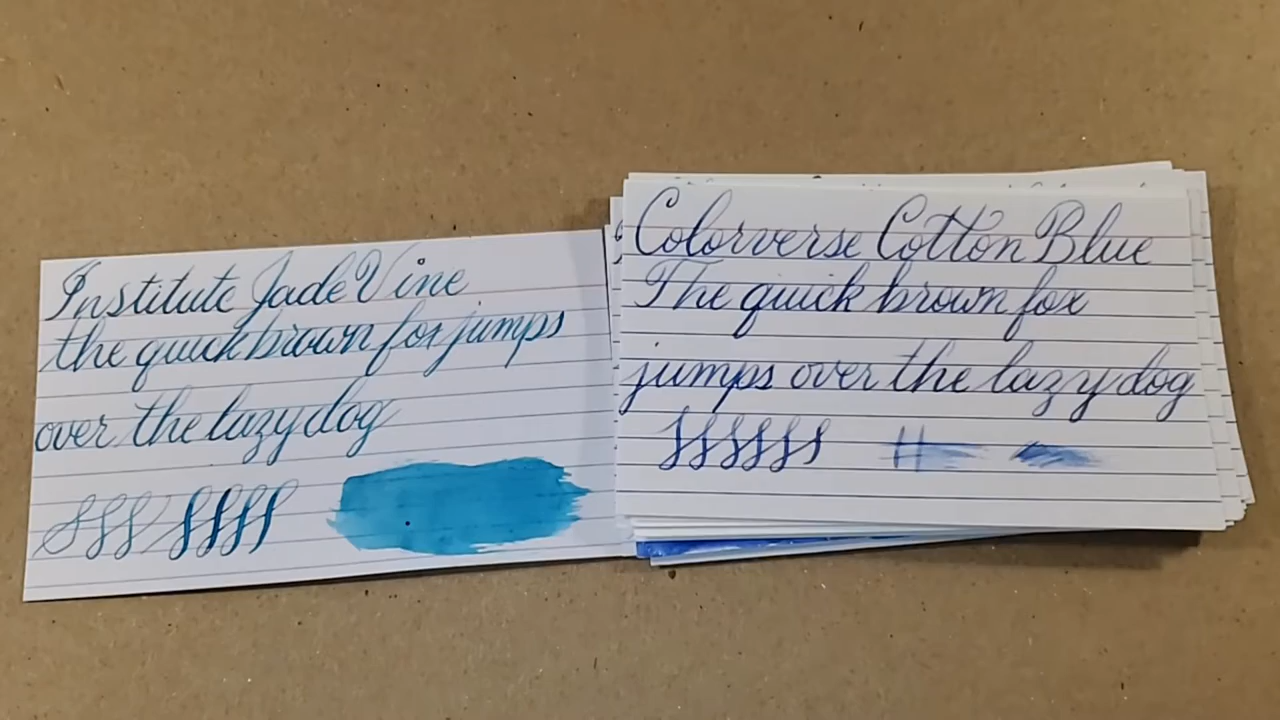 Institute Jade Vine
the quick brown fox jumps
over the lazy dog
Colorverse Cotton Blue
The quick brown fox
jumps over the lazy dog